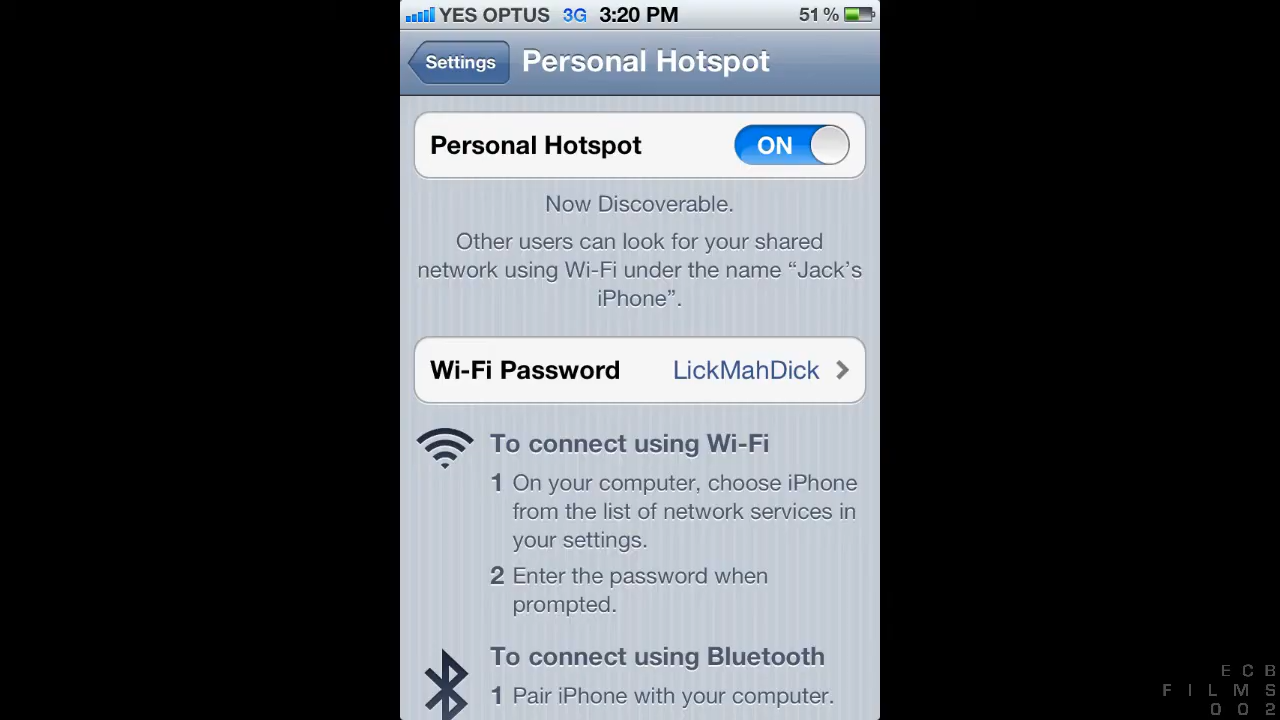 YES OPTUS 3G 3:20 PM 51 %
Settings Personal Hotspot
Personal Hotspot ON
Now Discoverable.
Other users can look for your shared
network using Wi-Fi under the name “Jack’s
iPhone”.
Wi-Fi Password LickMahDick
To connect using Wi-Fi
1 On your computer, choose iPhone
from the list of network services in
your settings.
2 Enter the password when
prompted.
To connect using Bluetooth
1 Pair iPhone with your computer.
ECB
FILMS
002